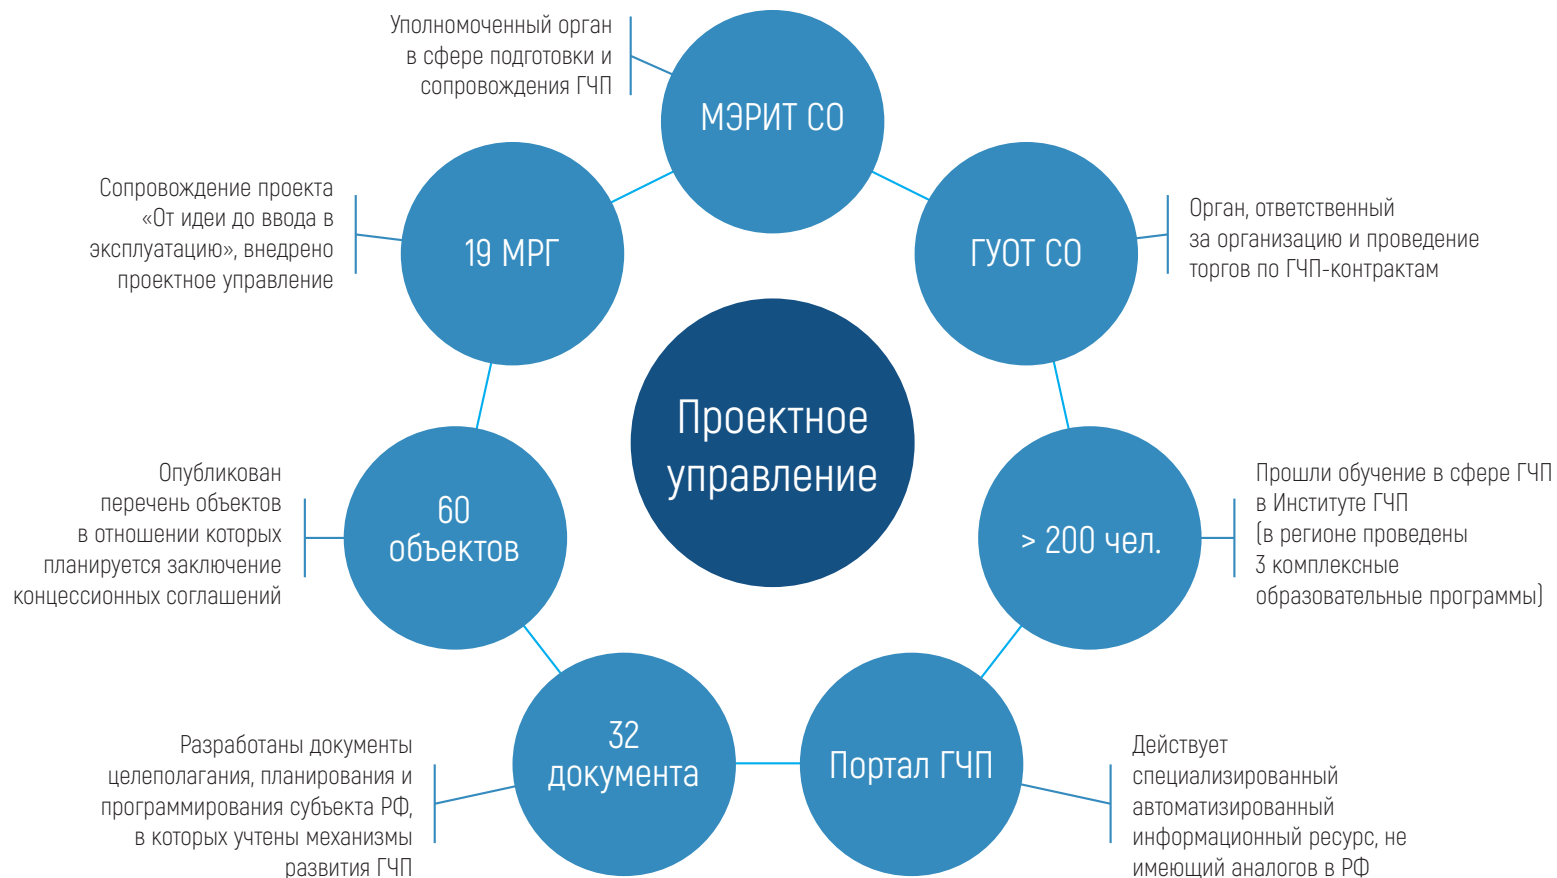 Уполномоченный орган
в сфере подготовки и
сопровождения ГЧП
МЭРИТ СО
Сопровождение проекта
«От идеи до ввода в
эксплуатацию», внедрено
проектное управление
19 МРГ
ГУОТ СО
Орган, ответственный
за организацию и проведение
торгов по ГЧП-контрактам
Проектное
управление
Опубликован
перечень объектов
в отношении которых
планируется заключение
концессионных соглашений
60
объектов
> 200 чел.
Прошли обучение в сфере ГЧП
в Институте ГЧП
(в регионе проведены
3 комплексные
образовательные программы)
Разработаны документы
целеполагания, планирования и
программирования субъекта РФ,
в которых учтены механизмы
развития ГЧП
32
документа
Портал ГЧП
Действует
специализированный
автоматизированный
информационный ресурс, не
имеющий аналогов в РФ